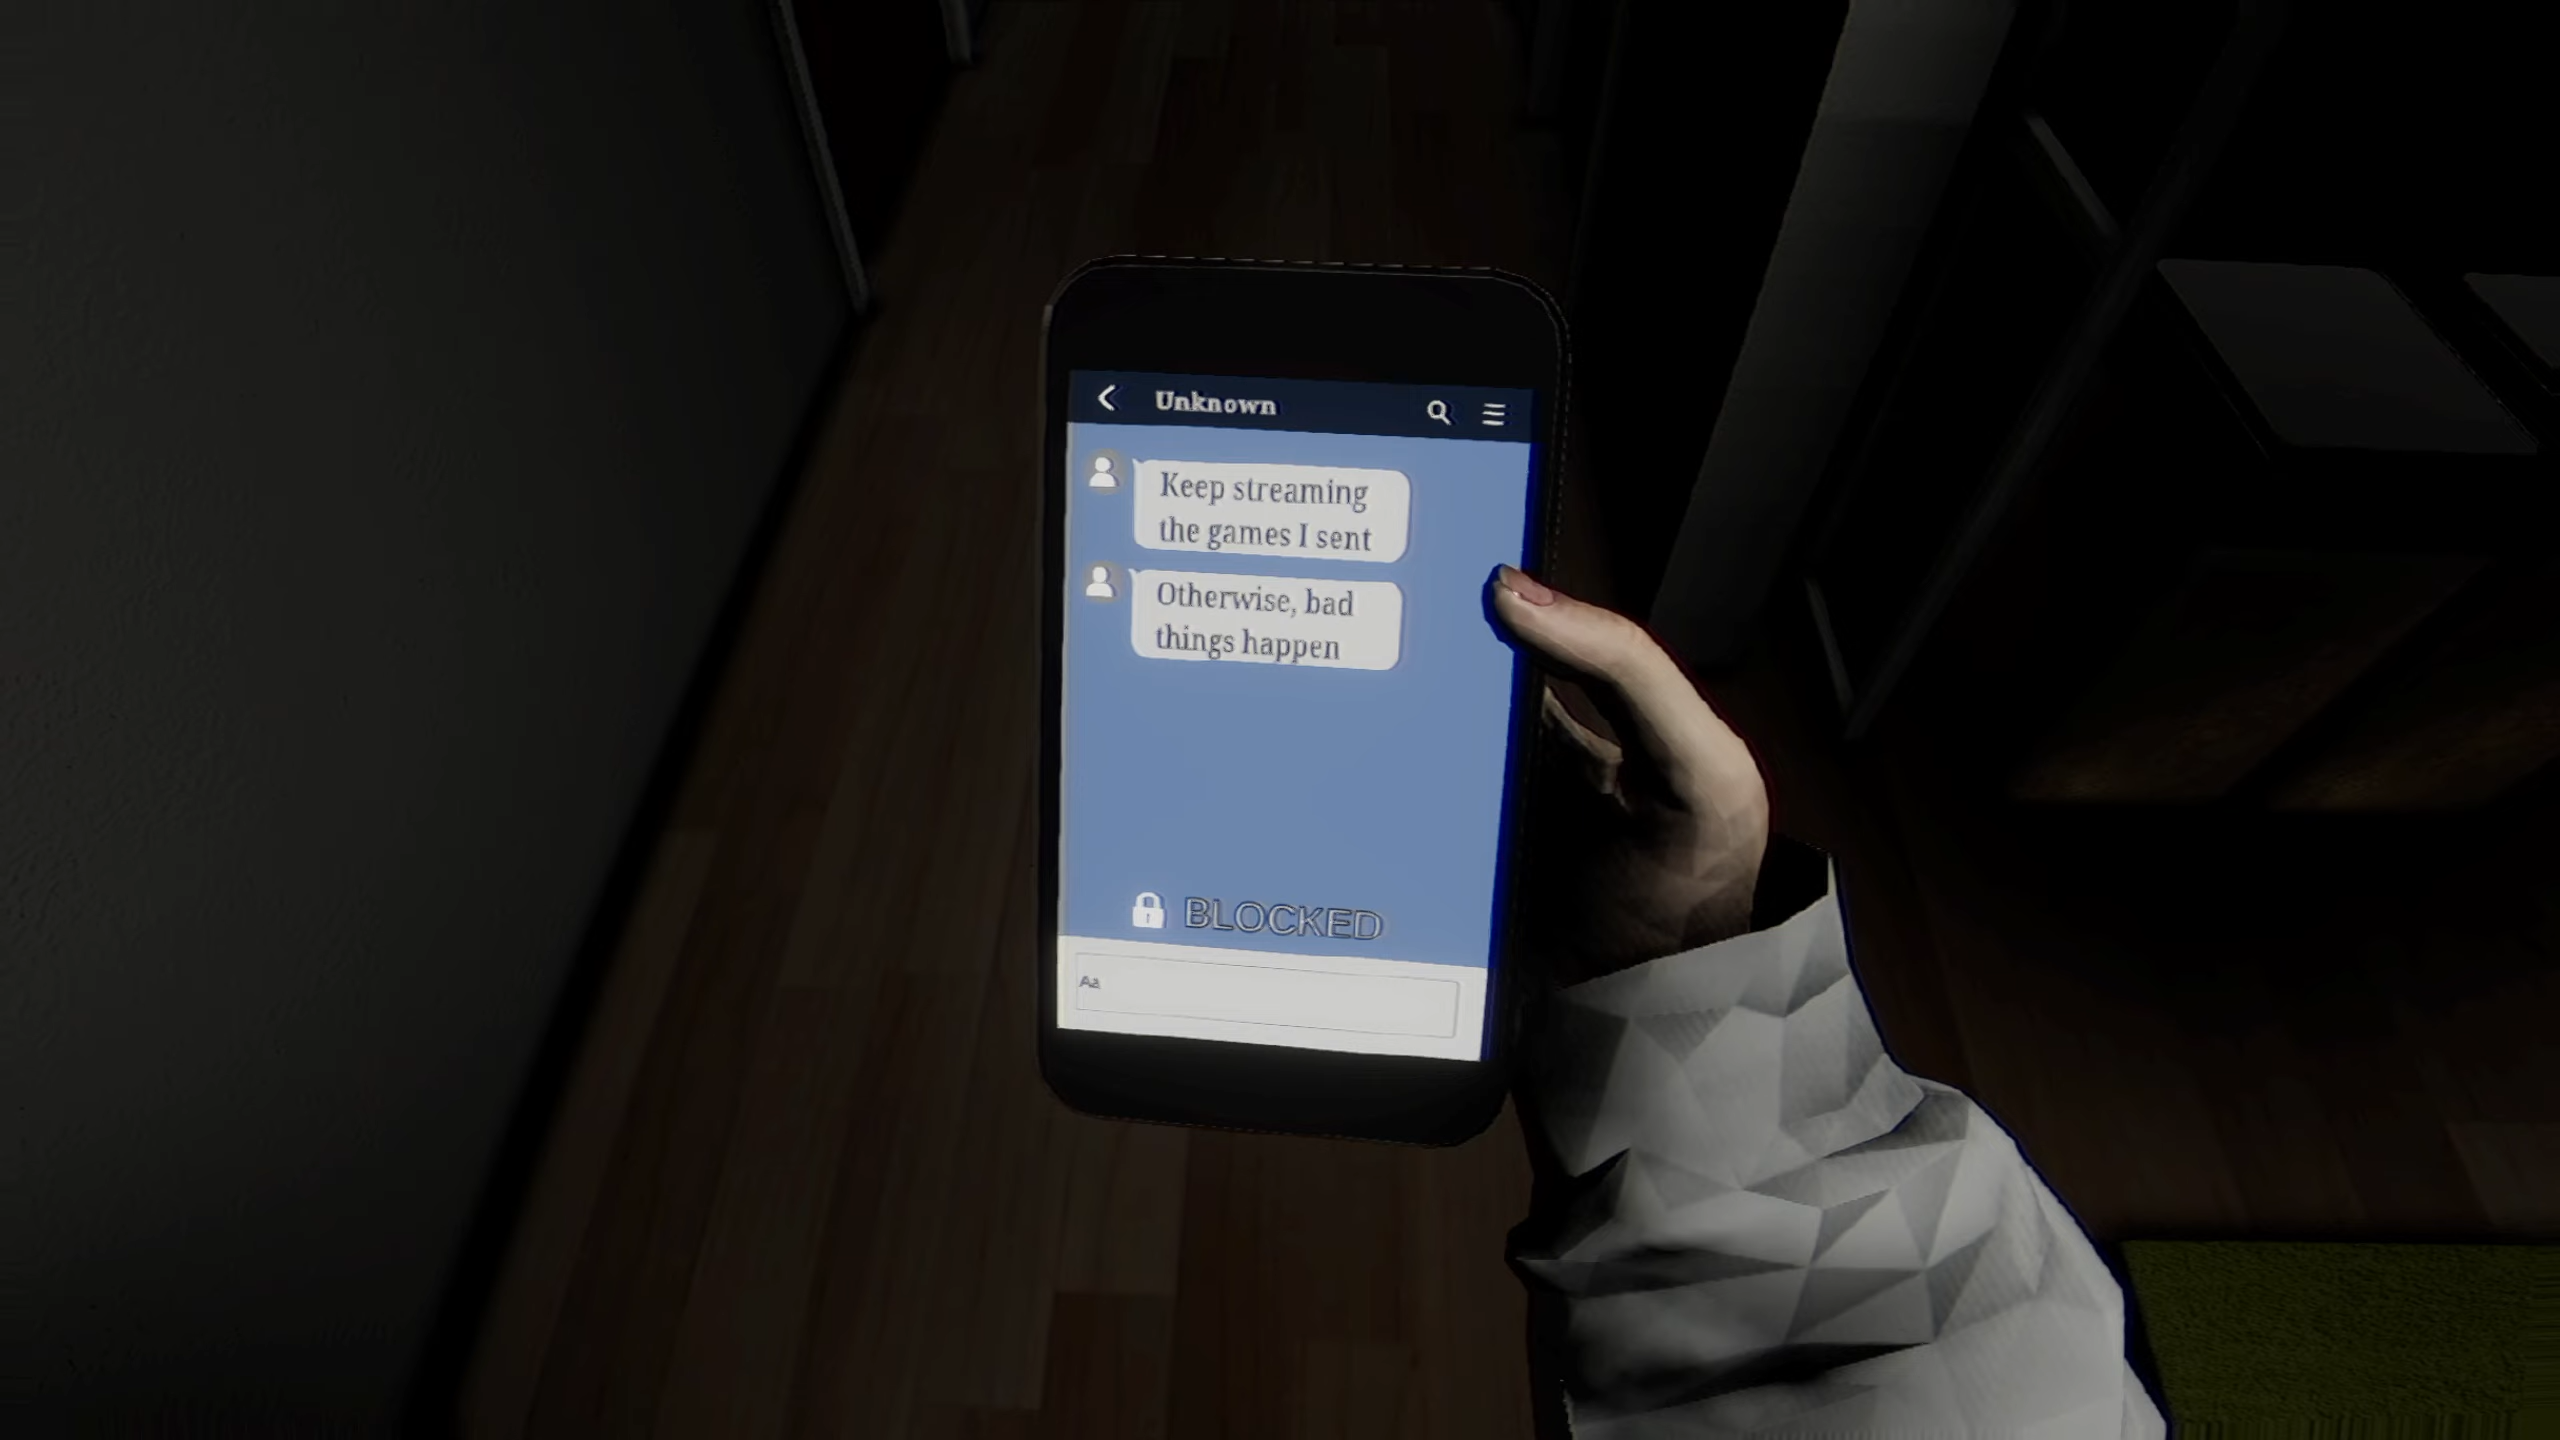 Unknown
Keep streaming
the games I sent
Otherwise, bad
things happen
BLOCKED
Aa